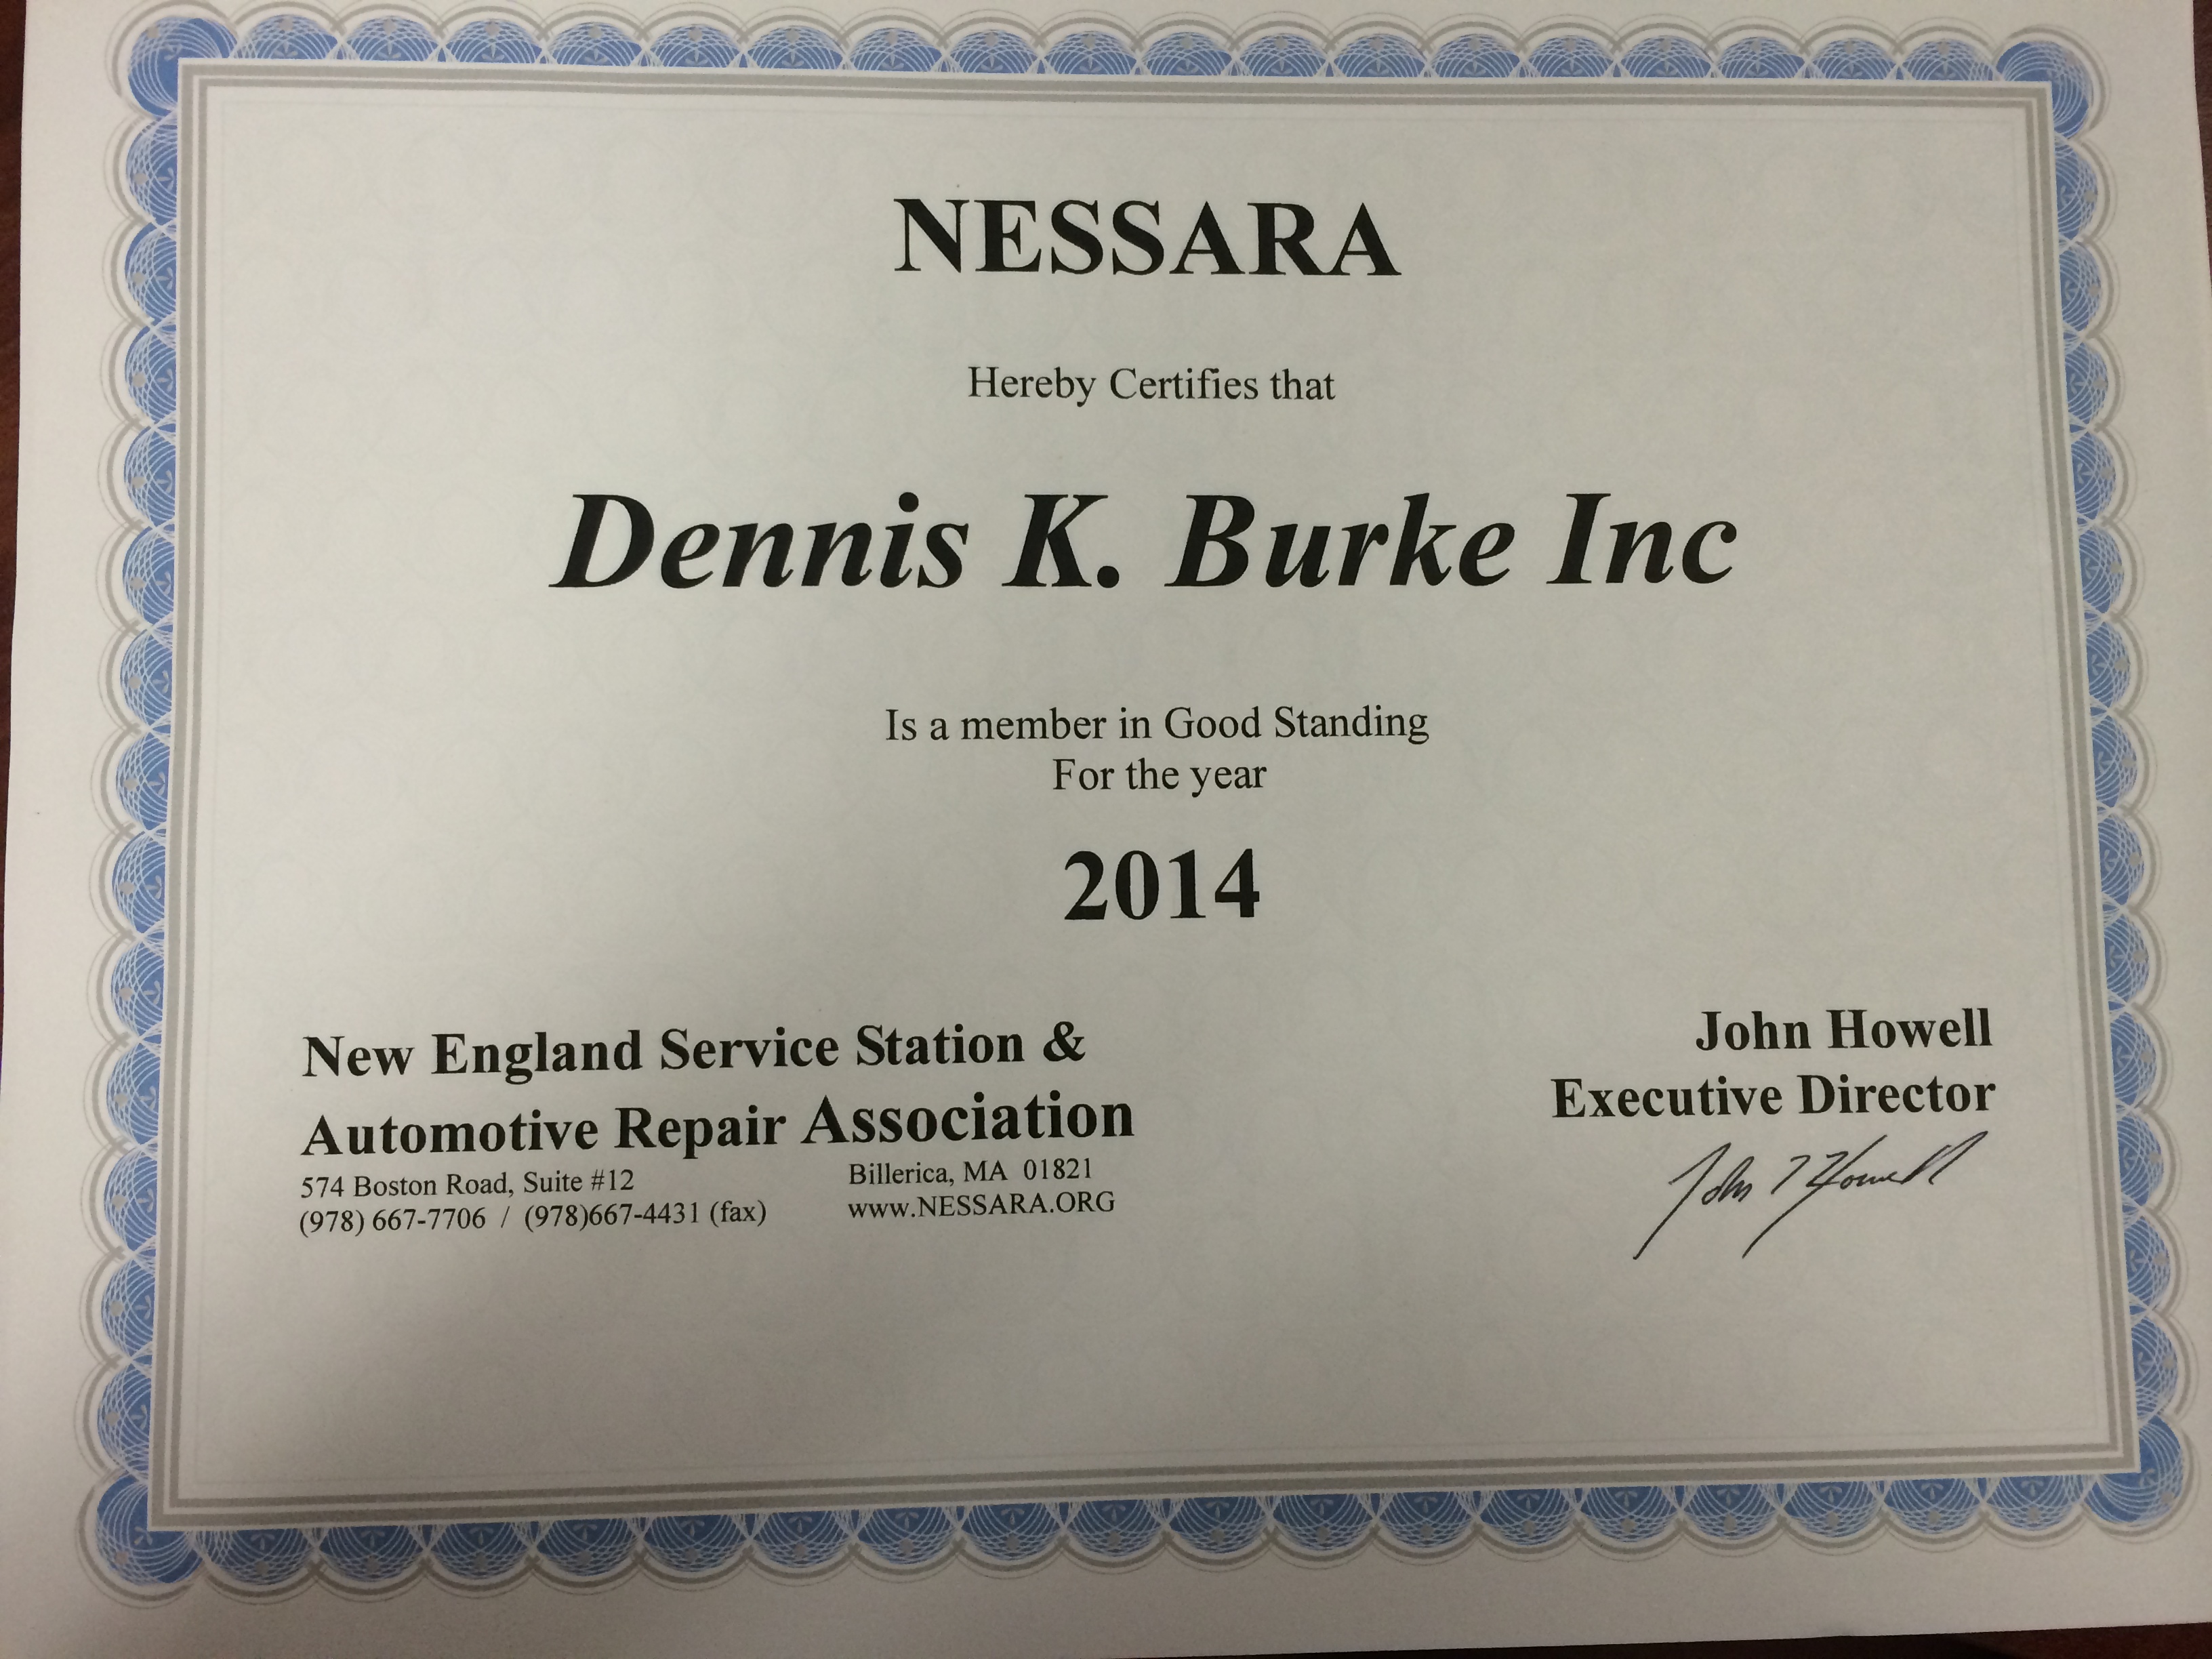 NESSARA
Hereby Certifies that
Dennis K. Burke Inc
Is a member in Good Standing
For the year
2014
New England Service Station &
Automotive Repair Association
574 Boston Road, Suite #12 Billerica, MA 01821
(978) 667-7706 / (978)667-4431 (fax) www.NESSARA.ORG
John Howell
Executive Director
John Howell